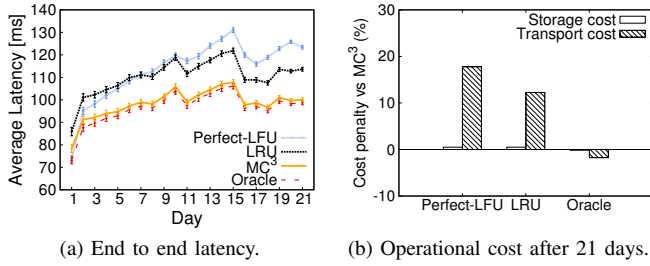 Average Latency [ms]
140
130
120
110
100
90
80
70
60
Perfect-LFU
LRU
MC³
Oracle
1 3 5 7 9 11 13 15 17 19 21
Day
(a) End to end latency.
Cost penalty vs MC³ (%)
Storage cost
Transport cost
30
20
10
0
-10
Perfect-LFU LRU Oracle
(b) Operational cost after 21 days.